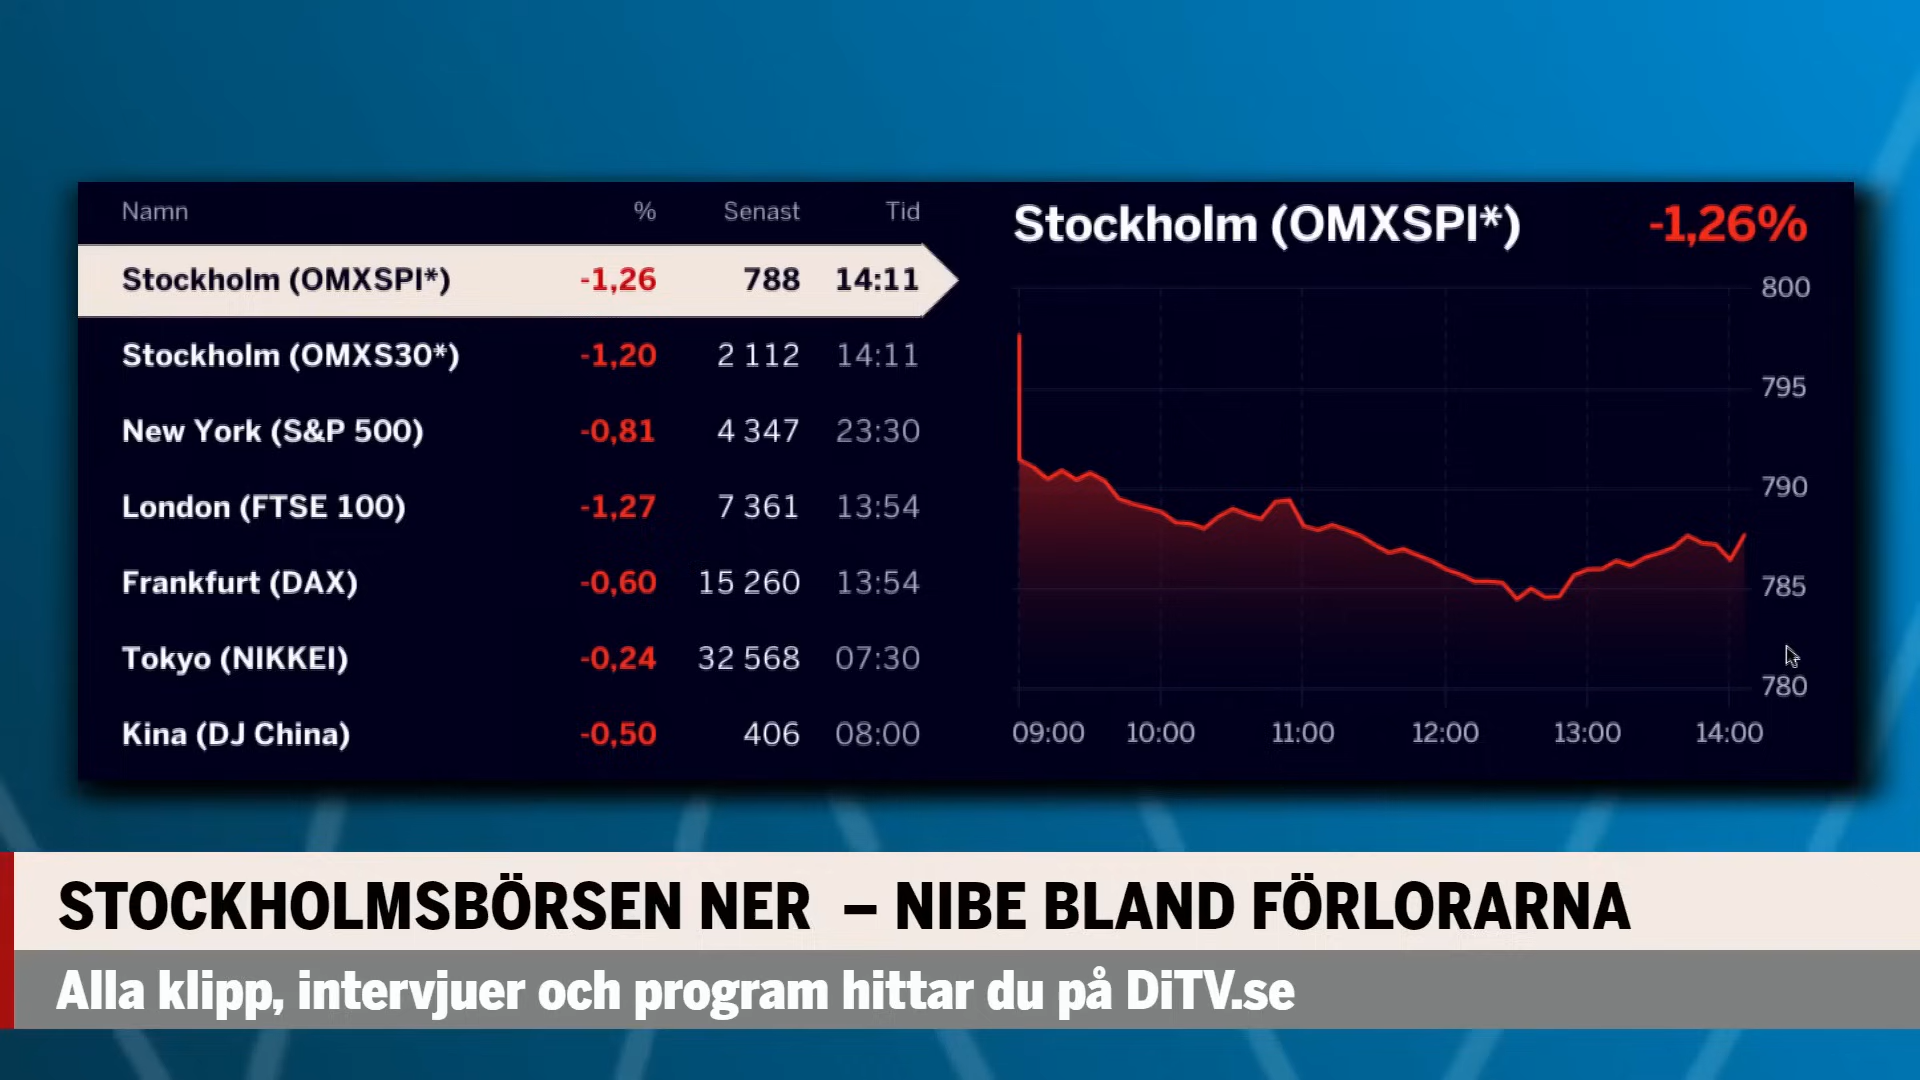 Namn % Senast Tid
Stockholm (OMXSPI*) -1,26 788 14:11
Stockholm (OMXS30*) -1,20 2 112 14:11
New York (S&P 500) -0,81 4 347 23:30
London (FTSE 100) -1,27 7 361 13:54
Frankfurt (DAX) -0,60 15 260 13:54
Tokyo (NIKKEI) -0,24 32 568 07:30
Kina (DJ China) -0,50 406 08:00
Stockholm (OMXSPI*) -1,26%
800
795
790
785
780
09:00 10:00 11:00 12:00 13:00 14:00
STOCKHOLMSBÖRSEN NER – NIBE BLAND FÖRLORARNA
Alla klipp, intervjuer och program hittar du på DiTV.se